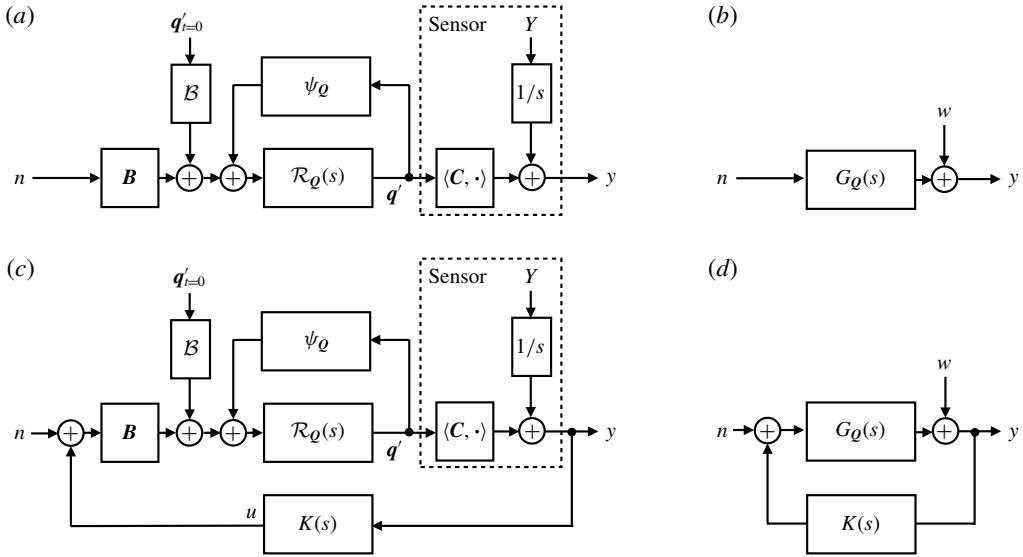 (a)
q′t=0
Sensor
Y
ℬ
ψQ
1/s
n
B
+
+
ℛQ(s)
q′
⟨C, ·⟩
+
y
(b)
w
n
GQ(s)
+
y
(c)
q′t=0
Sensor
Y
ℬ
ψQ
1/s
n
+
B
+
+
ℛQ(s)
q′
⟨C, ·⟩
+
y
u
K(s)
(d)
w
n
+
GQ(s)
+
y
K(s)